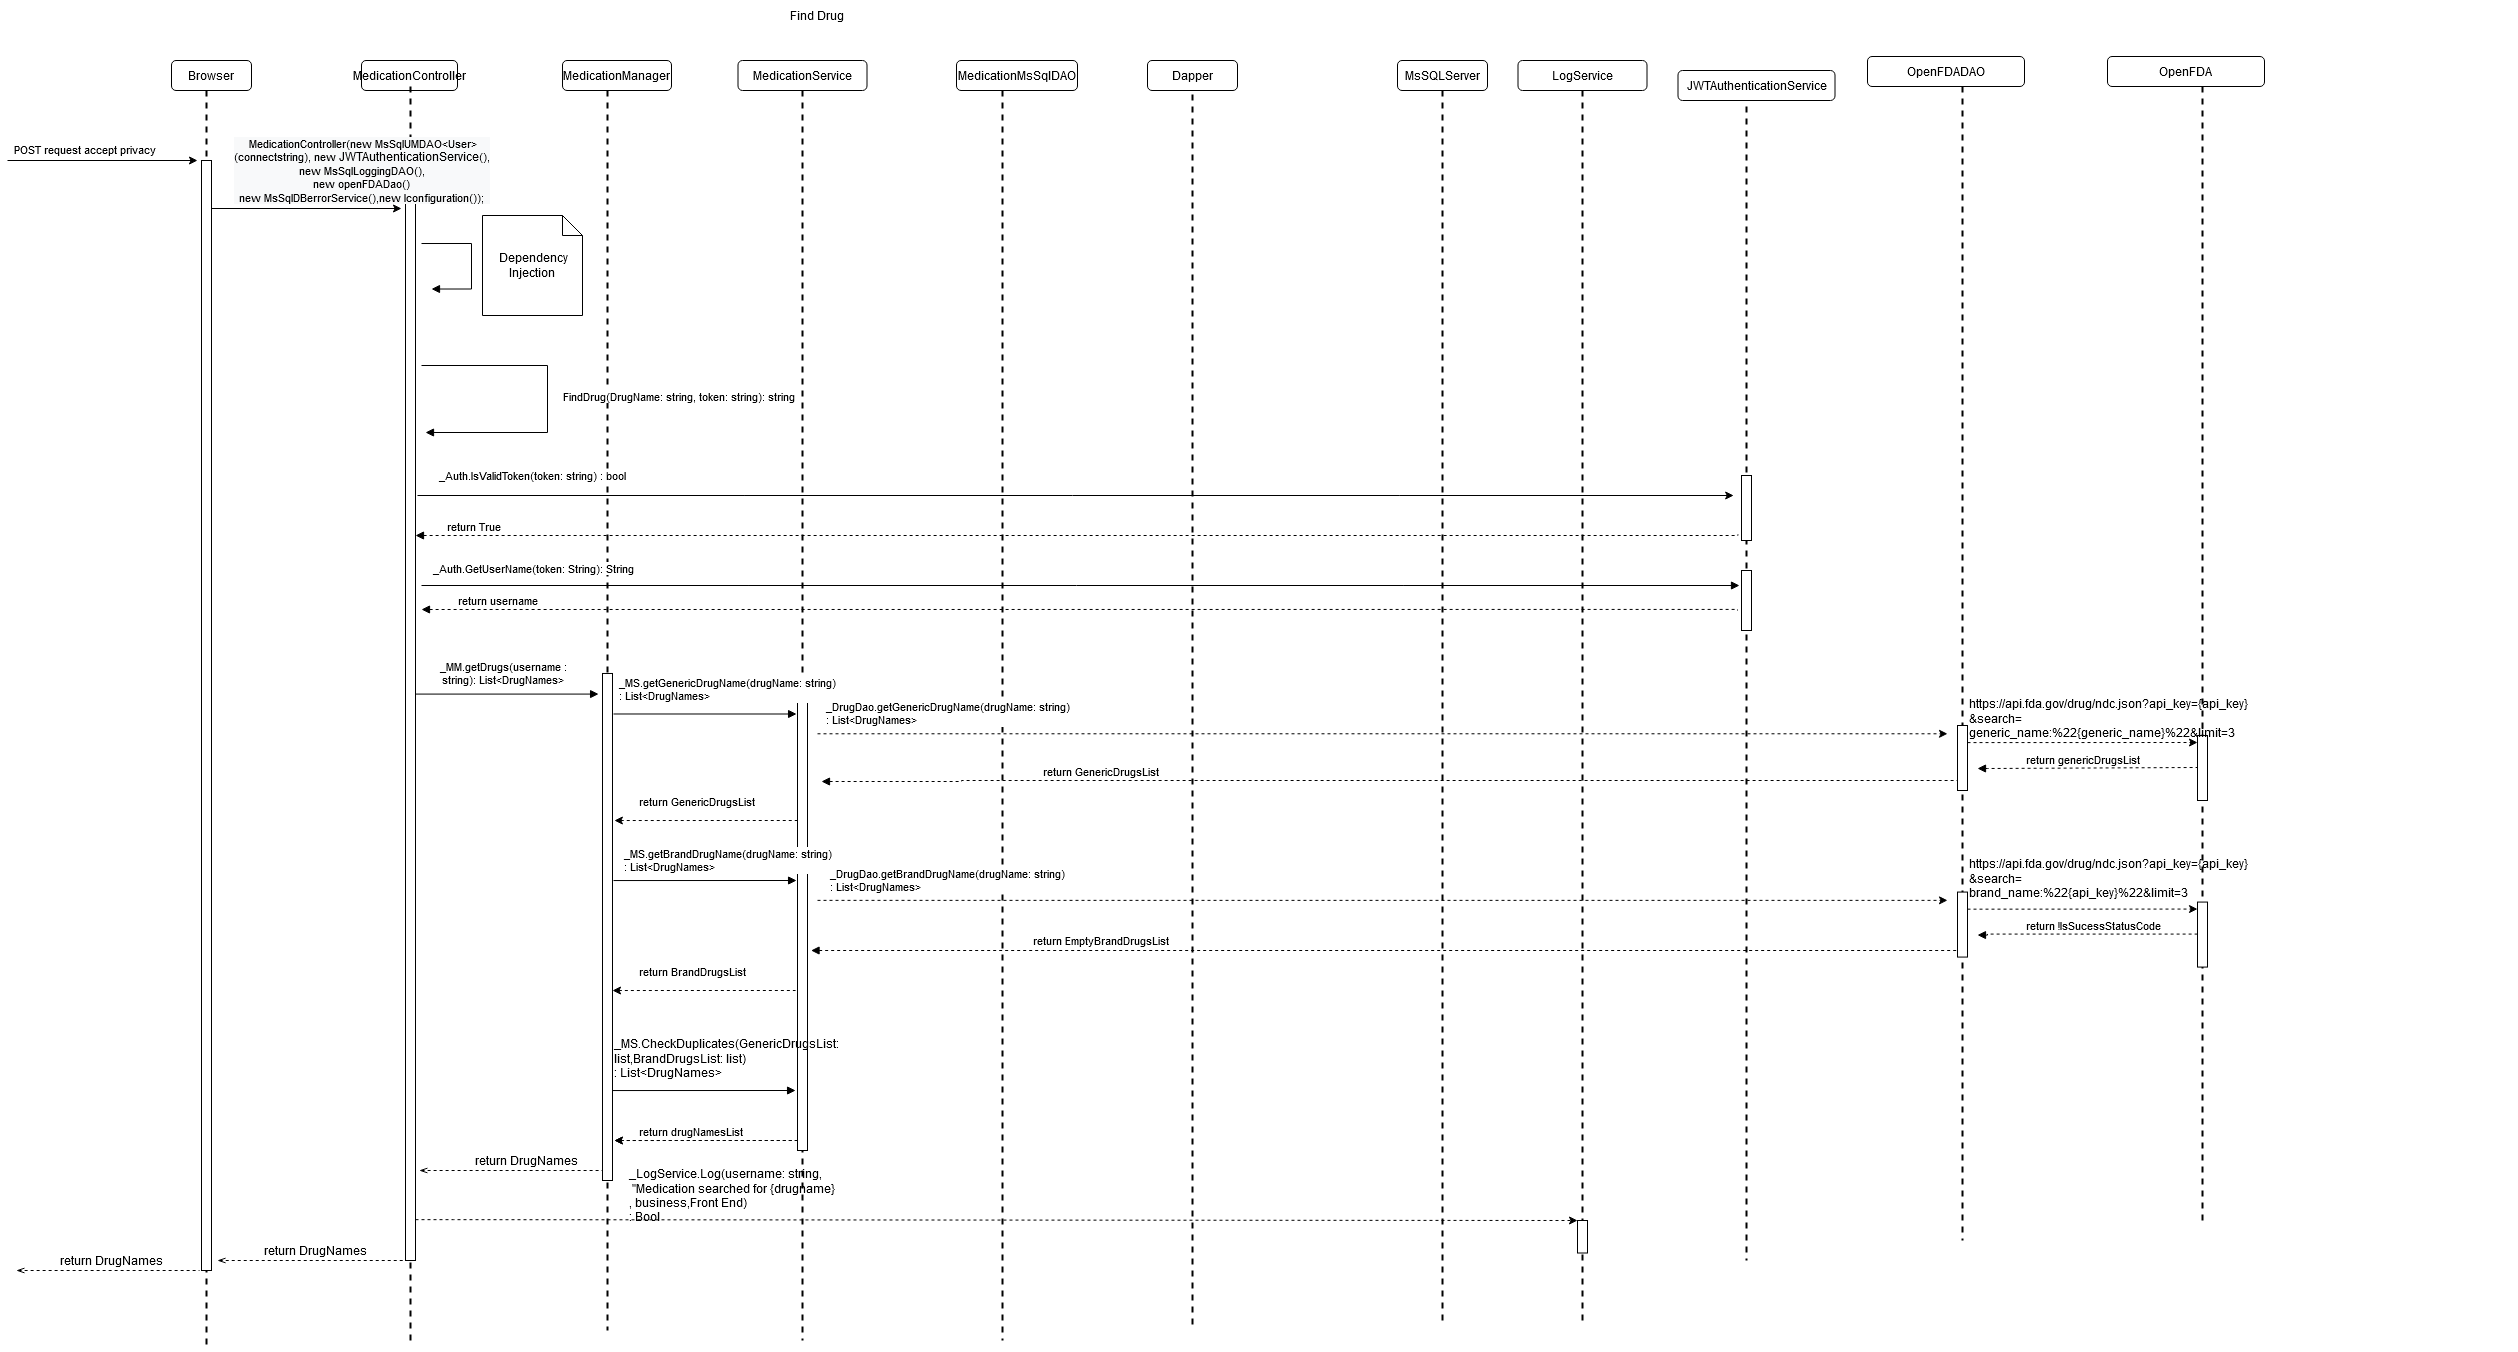 Find Drug
Browser
MedicationController
MedicationManager
MedicationService
MedicationMsSqlDAO
Dapper
MsSQLServer
LogService
JWTAuthenticationService
OpenFDADAO
OpenFDA
POST request accept privacy
MedicationController(new MsSqlUMDAO<User>
(connectstring), new JWTAuthenticationService(),
new MsSqlLoggingDAO(),
new openFDADao()
new MsSqlDBerrorService(),new Iconfiguration());
Dependency
Injection
FindDrug(DrugName: string, token: string): string
_Auth.IsValidToken(token: string) : bool
return True
_Auth.GetUserName(token: String): String
return username
_MM.getDrugs(username :
string): List<DrugNames>
_MS.getGenericDrugName(drugName: string)
: List<DrugNames>
_DrugDao.getGenericDrugName(drugName: string)
: List<DrugNames>
https://api.fda.gov/drug/ndc.json?api_key={api_key}
&search=
generic_name:%22{generic_name}%22&limit=3
return genericDrugsList
return GenericDrugsList
return GenericDrugsList
_MS.getBrandDrugName(drugName: string)
: List<DrugNames>
_DrugDao.getBrandDrugName(drugName: string)
: List<DrugNames>
https://api.fda.gov/drug/ndc.json?api_key={api_key}
&search=
brand_name:%22{api_key}%22&limit=3
return !IsSucessStatusCode
return EmptyBrandDrugsList
return BrandDrugsList
_MS.CheckDuplicates(GenericDrugsList:
list,BrandDrugsList: list)
: List<DrugNames>
return drugNamesList
return DrugNames
_LogService.Log(username: string,
"Medication searched for {drugname}
, business,Front End)
: Bool
return DrugNames
return DrugNames